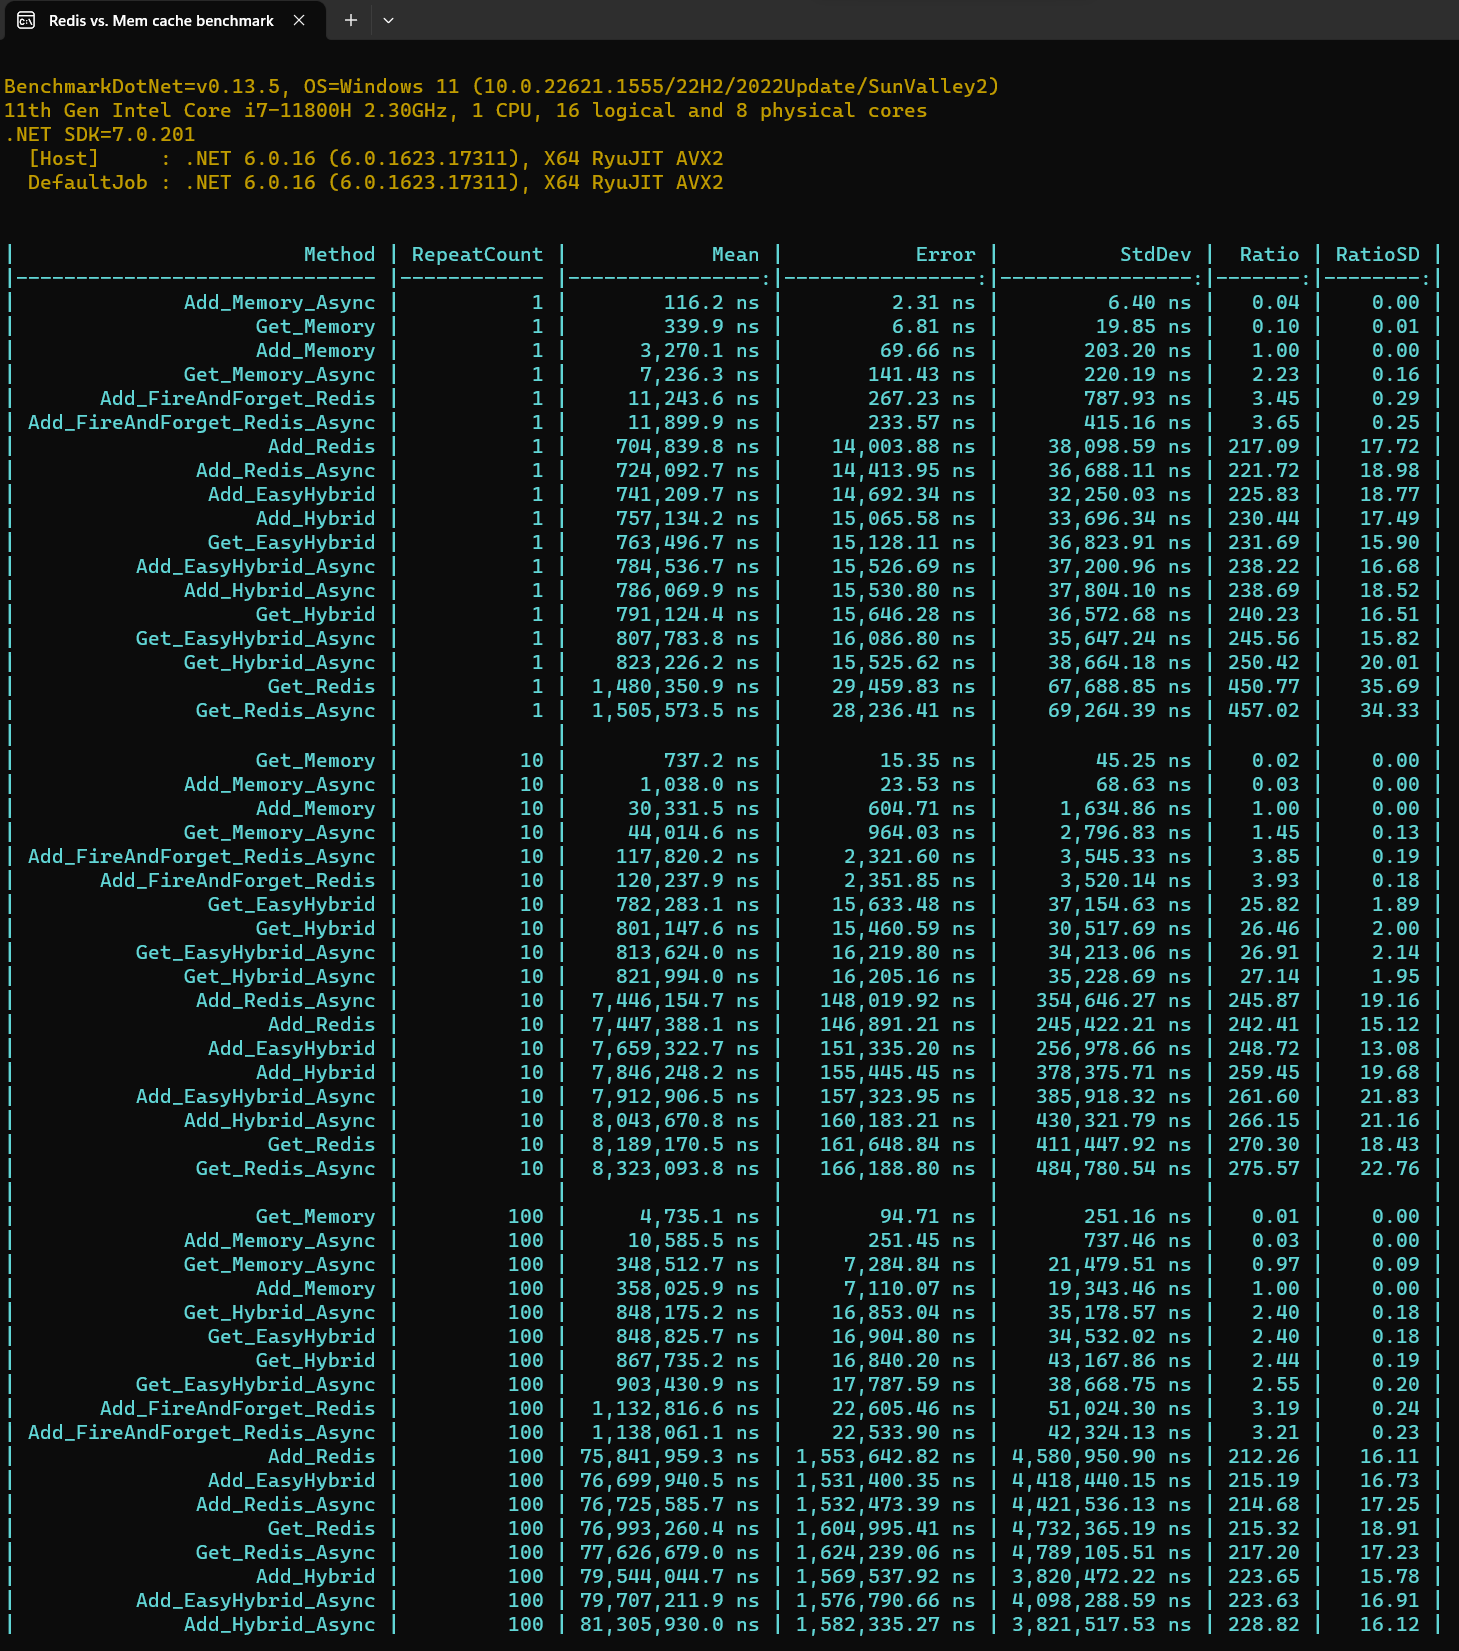 Redis vs. Mem cache benchmark
BenchmarkDotNet=v0.13.5, OS=Windows 11 (10.0.22621.1555/22H2/2022Update/SunValley2)
11th Gen Intel Core i7-11800H 2.30GHz, 1 CPU, 16 logical and 8 physical cores
.NET SDK=7.0.201
[Host]     : .NET 6.0.16 (6.0.1623.17311), X64 RyuJIT AVX2
DefaultJob : .NET 6.0.16 (6.0.1623.17311), X64 RyuJIT AVX2
| Method | RepeatCount | Mean | Error | StdDev | Ratio | RatioSD |
|------------------------------ |------------ |----------------:|----------------:|----------------:|-------:|--------:|
| Add_Memory_Async | 1 | 116.2 ns | 2.31 ns | 6.40 ns | 0.04 | 0.00 |
| Get_Memory | 1 | 339.9 ns | 6.81 ns | 19.85 ns | 0.10 | 0.01 |
| Add_Memory | 1 | 3,270.1 ns | 69.66 ns | 203.20 ns | 1.00 | 0.00 |
| Get_Memory_Async | 1 | 7,236.3 ns | 141.43 ns | 220.19 ns | 2.23 | 0.16 |
| Add_FireAndForget_Redis | 1 | 11,243.6 ns | 267.23 ns | 787.93 ns | 3.45 | 0.29 |
| Add_FireAndForget_Redis_Async | 1 | 11,899.9 ns | 233.57 ns | 415.16 ns | 3.65 | 0.25 |
| Add_Redis | 1 | 704,839.8 ns | 14,003.88 ns | 38,098.59 ns | 217.09 | 17.72 |
| Add_Redis_Async | 1 | 724,092.7 ns | 14,413.95 ns | 36,688.11 ns | 221.72 | 18.98 |
| Add_EasyHybrid | 1 | 741,209.7 ns | 14,692.34 ns | 32,250.03 ns | 225.83 | 18.77 |
| Add_Hybrid | 1 | 757,134.2 ns | 15,065.58 ns | 33,696.34 ns | 230.44 | 17.49 |
| Get_EasyHybrid | 1 | 763,496.7 ns | 15,128.11 ns | 36,823.91 ns | 231.69 | 15.90 |
| Add_EasyHybrid_Async | 1 | 784,536.7 ns | 15,526.69 ns | 37,200.96 ns | 238.22 | 16.68 |
| Add_Hybrid_Async | 1 | 786,069.9 ns | 15,530.80 ns | 37,804.10 ns | 238.69 | 18.52 |
| Get_Hybrid | 1 | 791,124.4 ns | 15,646.28 ns | 36,572.68 ns | 240.23 | 16.51 |
| Get_EasyHybrid_Async | 1 | 807,783.8 ns | 16,086.80 ns | 35,647.24 ns | 245.56 | 15.82 |
| Get_Hybrid_Async | 1 | 823,226.2 ns | 15,525.62 ns | 38,664.18 ns | 250.42 | 20.01 |
| Get_Redis | 1 | 1,480,350.9 ns | 29,459.83 ns | 67,688.85 ns | 450.77 | 35.69 |
| Get_Redis_Async | 1 | 1,505,573.5 ns | 28,236.41 ns | 69,264.39 ns | 457.02 | 34.33 |
| | | | | | | |
| Get_Memory | 10 | 737.2 ns | 15.35 ns | 45.25 ns | 0.02 | 0.00 |
| Add_Memory_Async | 10 | 1,038.0 ns | 23.53 ns | 68.63 ns | 0.03 | 0.00 |
| Add_Memory | 10 | 30,331.5 ns | 604.71 ns | 1,634.86 ns | 1.00 | 0.00 |
| Get_Memory_Async | 10 | 44,014.6 ns | 964.03 ns | 2,796.83 ns | 1.45 | 0.13 |
| Add_FireAndForget_Redis_Async | 10 | 117,820.2 ns | 2,321.60 ns | 3,545.33 ns | 3.85 | 0.19 |
| Add_FireAndForget_Redis | 10 | 120,237.9 ns | 2,351.85 ns | 3,520.14 ns | 3.93 | 0.18 |
| Get_EasyHybrid | 10 | 782,283.1 ns | 15,633.48 ns | 37,154.63 ns | 25.82 | 1.89 |
| Get_Hybrid | 10 | 801,147.6 ns | 15,460.59 ns | 30,517.69 ns | 26.46 | 2.00 |
| Get_EasyHybrid_Async | 10 | 813,624.0 ns | 16,219.80 ns | 34,213.06 ns | 26.91 | 2.14 |
| Get_Hybrid_Async | 10 | 821,994.0 ns | 16,205.16 ns | 35,228.69 ns | 27.14 | 1.95 |
| Add_Redis_Async | 10 | 7,446,154.7 ns | 148,019.92 ns | 354,646.27 ns | 245.87 | 19.16 |
| Add_Redis | 10 | 7,447,388.1 ns | 146,891.21 ns | 245,422.21 ns | 242.41 | 15.12 |
| Add_EasyHybrid | 10 | 7,659,322.7 ns | 151,335.20 ns | 256,978.66 ns | 248.72 | 13.08 |
| Add_Hybrid | 10 | 7,846,248.2 ns | 155,445.45 ns | 378,375.71 ns | 259.45 | 19.68 |
| Add_EasyHybrid_Async | 10 | 7,912,906.5 ns | 157,323.95 ns | 385,918.32 ns | 261.60 | 21.83 |
| Add_Hybrid_Async | 10 | 8,043,670.8 ns | 160,183.21 ns | 430,321.79 ns | 266.15 | 21.16 |
| Get_Redis | 10 | 8,189,170.5 ns | 161,648.84 ns | 411,447.92 ns | 270.30 | 18.43 |
| Get_Redis_Async | 10 | 8,323,093.8 ns | 166,188.80 ns | 484,780.54 ns | 275.57 | 22.76 |
| | | | | | | |
| Get_Memory | 100 | 4,735.1 ns | 94.71 ns | 251.16 ns | 0.01 | 0.00 |
| Add_Memory_Async | 100 | 10,585.5 ns | 251.45 ns | 737.46 ns | 0.03 | 0.00 |
| Get_Memory_Async | 100 | 348,512.7 ns | 7,284.84 ns | 21,479.51 ns | 0.97 | 0.09 |
| Add_Memory | 100 | 358,025.9 ns | 7,110.07 ns | 19,343.46 ns | 1.00 | 0.00 |
| Get_Hybrid_Async | 100 | 848,175.2 ns | 16,853.04 ns | 35,178.57 ns | 2.40 | 0.18 |
| Get_EasyHybrid | 100 | 848,825.7 ns | 16,904.80 ns | 34,532.02 ns | 2.40 | 0.18 |
| Get_Hybrid | 100 | 867,735.2 ns | 16,840.20 ns | 43,167.86 ns | 2.44 | 0.19 |
| Get_EasyHybrid_Async | 100 | 903,430.9 ns | 17,787.59 ns | 38,668.75 ns | 2.55 | 0.20 |
| Add_FireAndForget_Redis | 100 | 1,132,816.6 ns | 22,605.46 ns | 51,024.30 ns | 3.19 | 0.24 |
| Add_FireAndForget_Redis_Async | 100 | 1,138,061.1 ns | 22,533.90 ns | 42,324.13 ns | 3.21 | 0.23 |
| Add_Redis | 100 | 75,841,959.3 ns | 1,553,642.82 ns | 4,580,950.90 ns | 212.26 | 16.11 |
| Add_EasyHybrid | 100 | 76,699,940.5 ns | 1,531,400.35 ns | 4,418,440.15 ns | 215.19 | 16.73 |
| Add_Redis_Async | 100 | 76,725,585.7 ns | 1,532,473.39 ns | 4,421,536.13 ns | 214.68 | 17.25 |
| Get_Redis | 100 | 76,993,260.4 ns | 1,604,995.41 ns | 4,732,365.19 ns | 215.32 | 18.91 |
| Get_Redis_Async | 100 | 77,626,679.0 ns | 1,624,239.06 ns | 4,789,105.51 ns | 217.20 | 17.23 |
| Add_Hybrid | 100 | 79,544,044.7 ns | 1,569,537.92 ns | 3,820,472.22 ns | 223.65 | 15.78 |
| Add_EasyHybrid_Async | 100 | 79,707,211.9 ns | 1,576,790.66 ns | 4,098,288.59 ns | 223.63 | 16.91 |
| Add_Hybrid_Async | 100 | 81,305,930.0 ns | 1,582,335.27 ns | 3,821,517.53 ns | 228.82 | 16.12 |